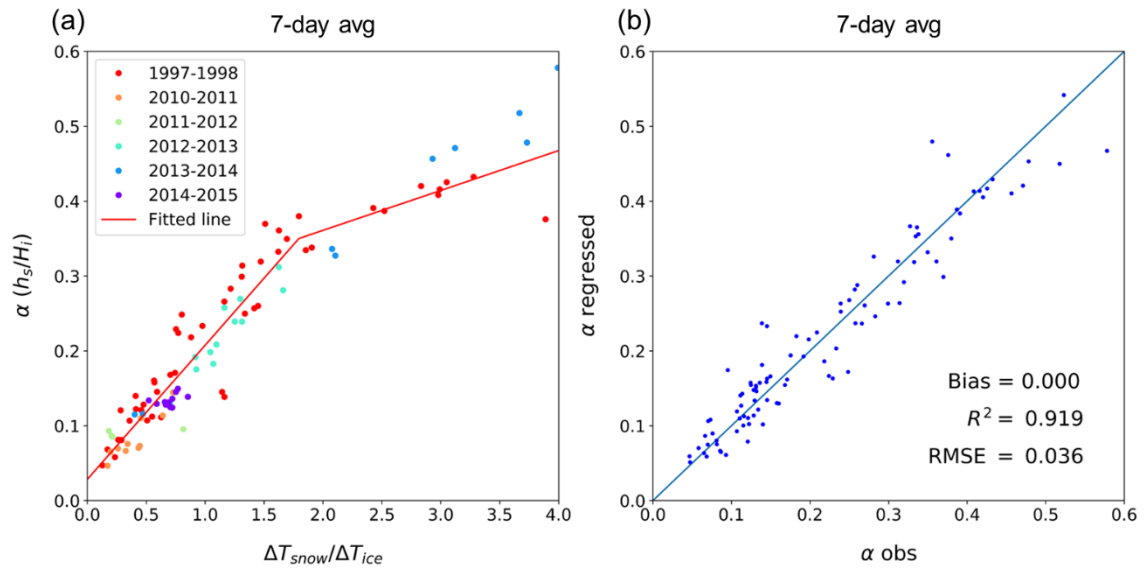 (a)
7-day avg
0.6
0.5
0.4
0.3
0.2
0.1
0.0
α (hₛ/Hᵢ)
1997-1998
2010-2011
2011-2012
2012-2013
2013-2014
2014-2015
Fitted line
0.0 0.5 1.0 1.5 2.0 2.5 3.0 3.5 4.0
ΔT_snow/ΔT_ice
(b)
7-day avg
0.6
0.5
0.4
0.3
0.2
0.1
0.0
α regressed
Bias = 0.000
R² = 0.919
RMSE = 0.036
0.0 0.1 0.2 0.3 0.4 0.5 0.6
α obs